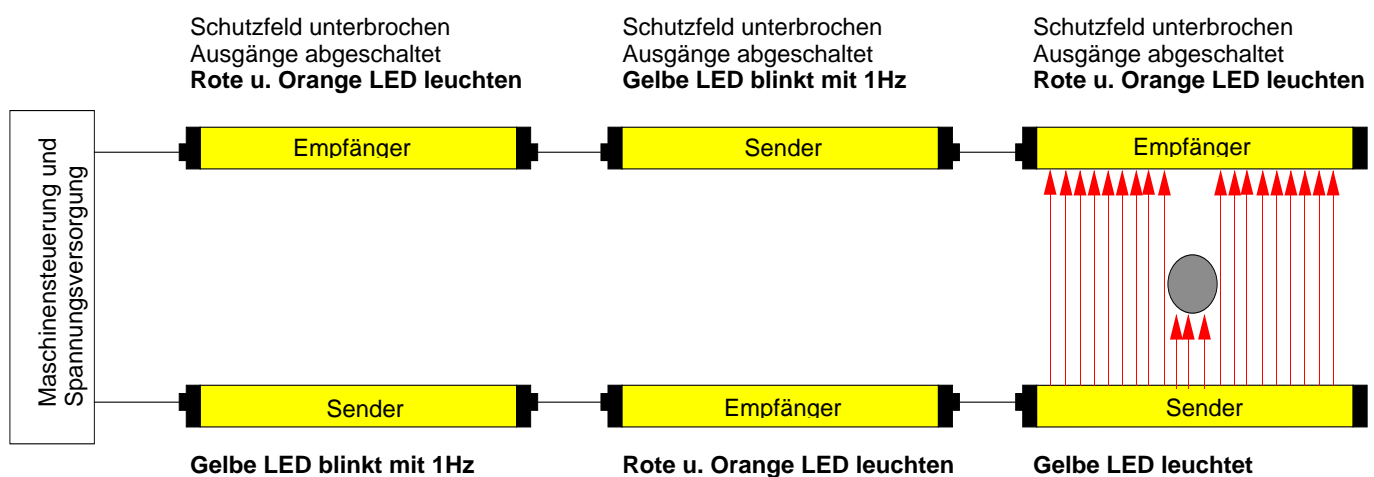 Schutzfeld unterbrochen
Ausgänge abgeschaltet
Rote u. Orange LED leuchten
Schutzfeld unterbrochen
Ausgänge abgeschaltet
Gelbe LED blinkt mit 1Hz
Schutzfeld unterbrochen
Ausgänge abgeschaltet
Rote u. Orange LED leuchten
Maschinensteuerung und
Spannungsversorgung
Empfänger
Sender
Empfänger
Sender
Empfänger
Sender
Gelbe LED blinkt mit 1Hz
Rote u. Orange LED leuchten
Gelbe LED leuchtet